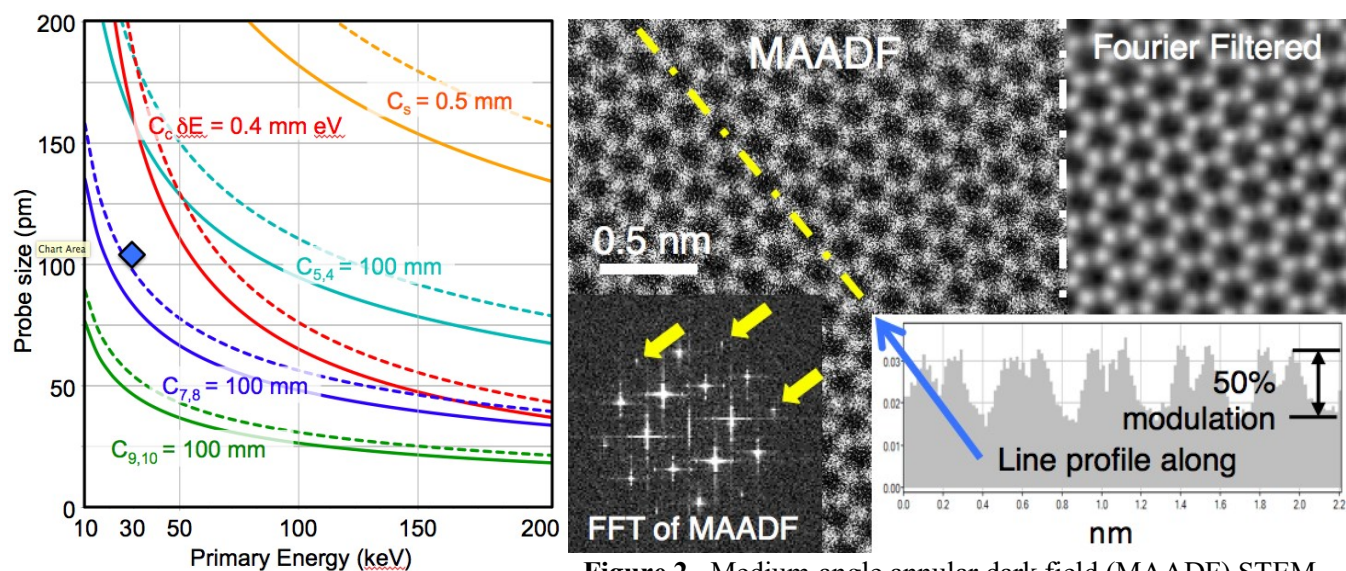 200
150
100
50
0
Probe size (pm)
Chart Area
Cs = 0.5 mm
Cc δE = 0.4 mm eV
C5,4 = 100 mm
C7,8 = 100 mm
C9,10 = 100 mm
10 30 50 100 150 200
Primary Energy (keV)
MAADF
0.5 nm
FFT of MAADF
Fourier Filtered
0.03
0.02
0.01
0.00
50%
modulation
Line profile along
0.0 0.2 0.4 0.6 0.8 1.0 1.2 1.4 1.6 1.8 2.0 2.2
nm
Figure 2. Medium angle annular dark field (MAADF) STEM